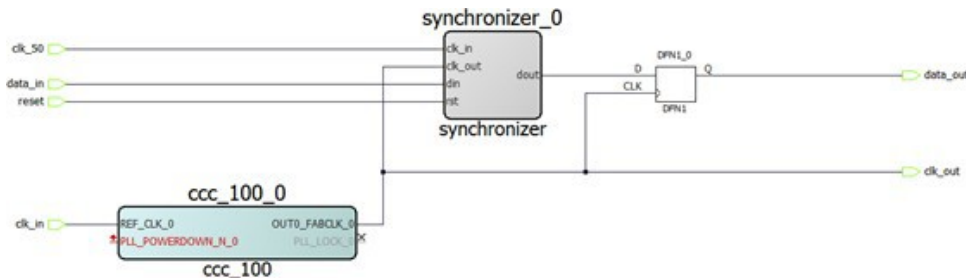 synchronizer_0
clk_50
clk_in
clk_out
data_in
din
dout
reset
rst
synchronizer
DFN1_0
D
Q
CLK
DFN1
data_out
clk_out
ccc_100_0
clk_in
REF_CLK_0
OUT0_FABCLK_0
PLL_POWERDOWN_N_0
PLL_LOCK_0
ccc_100